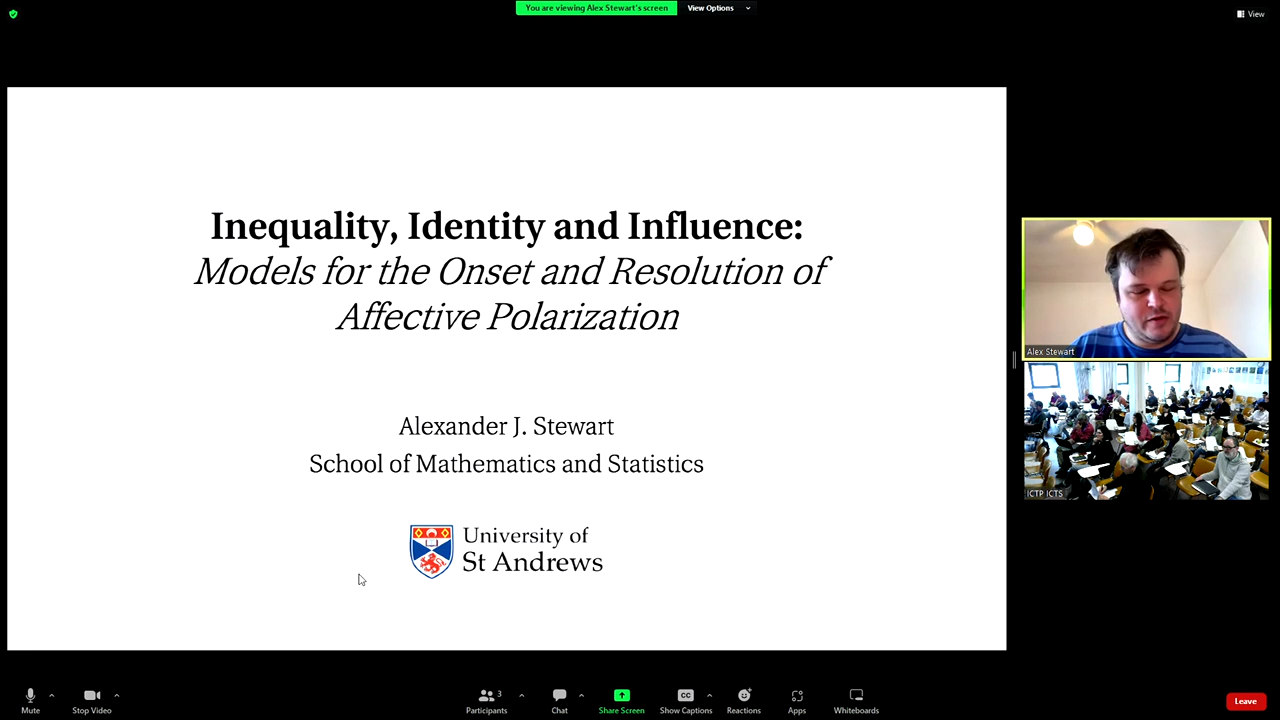 You are viewing Alex Stewart's screen
View Options
View
Inequality, Identity and Influence:
Models for the Onset and Resolution of
Affective Polarization
Alexander J. Stewart
School of Mathematics and Statistics
University of
St Andrews
Alex Stewart
ICTP ICTS
Mute
Stop Video
Participants
3
Chat
Share Screen
CC
Show Captions
Reactions
Apps
Whiteboards
Leave